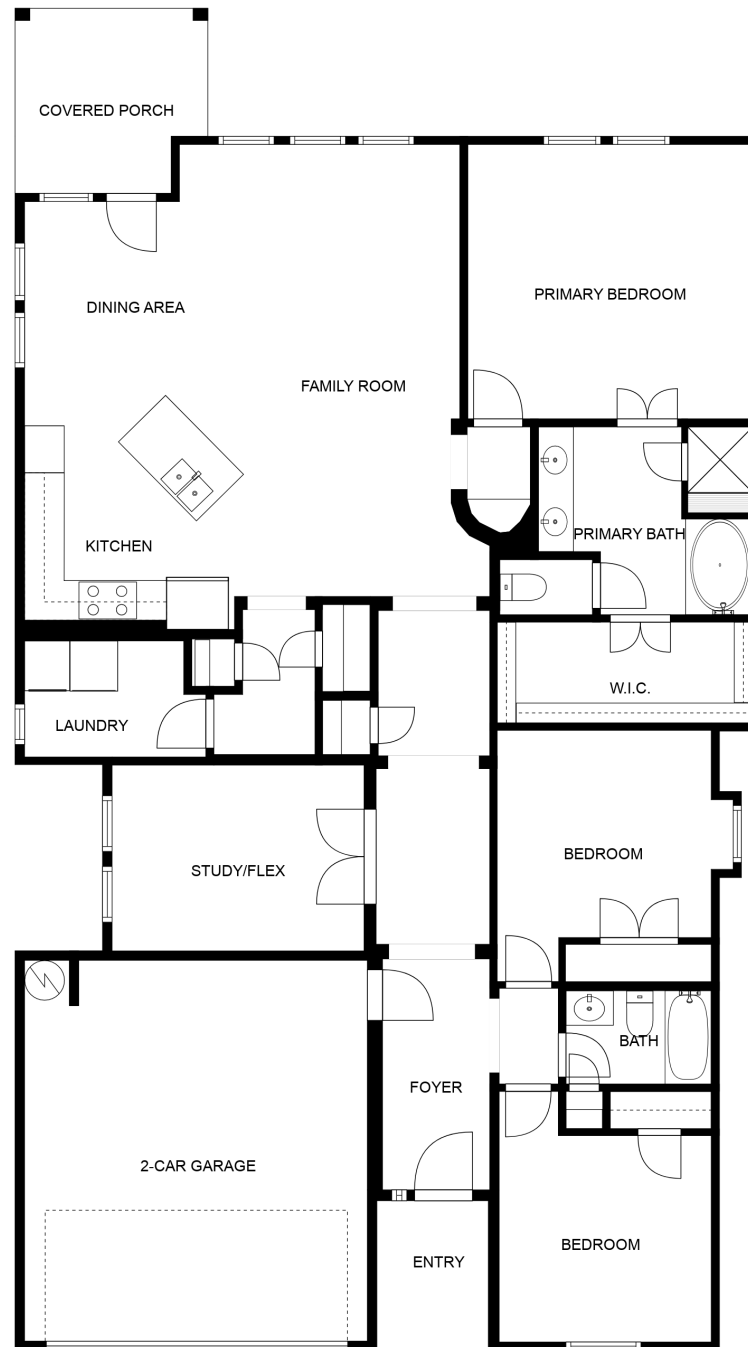 COVERED PORCH
PRIMARY BEDROOM
DINING AREA
FAMILY ROOM
PRIMARY BATH
KITCHEN
W.I.C.
LAUNDRY
BEDROOM
STUDY/FLEX
BATH
FOYER
2-CAR GARAGE
BEDROOM
ENTRY